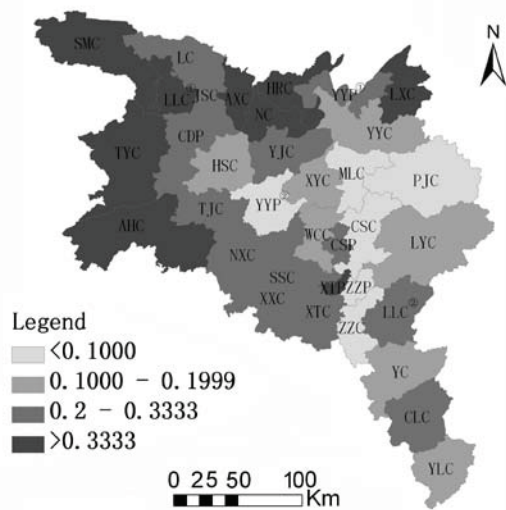 N
SMC
LC
HRC
YYP①
LLC
JSC
AXC
LXC
NC
YYC
CDP
TYC
YJC
HSC
MLC
XYC
PJC
YYP
TJC
AHC
CSC
WCC
LYC
CSP
NXC
SSC
XTP
ZZP
XXC
LLC②
XTC
ZZC
YC
CLC
YLC
Legend
<0.1000
0.1000 - 0.1999
0.2 - 0.3333
>0.3333
0 25 50 100
Km